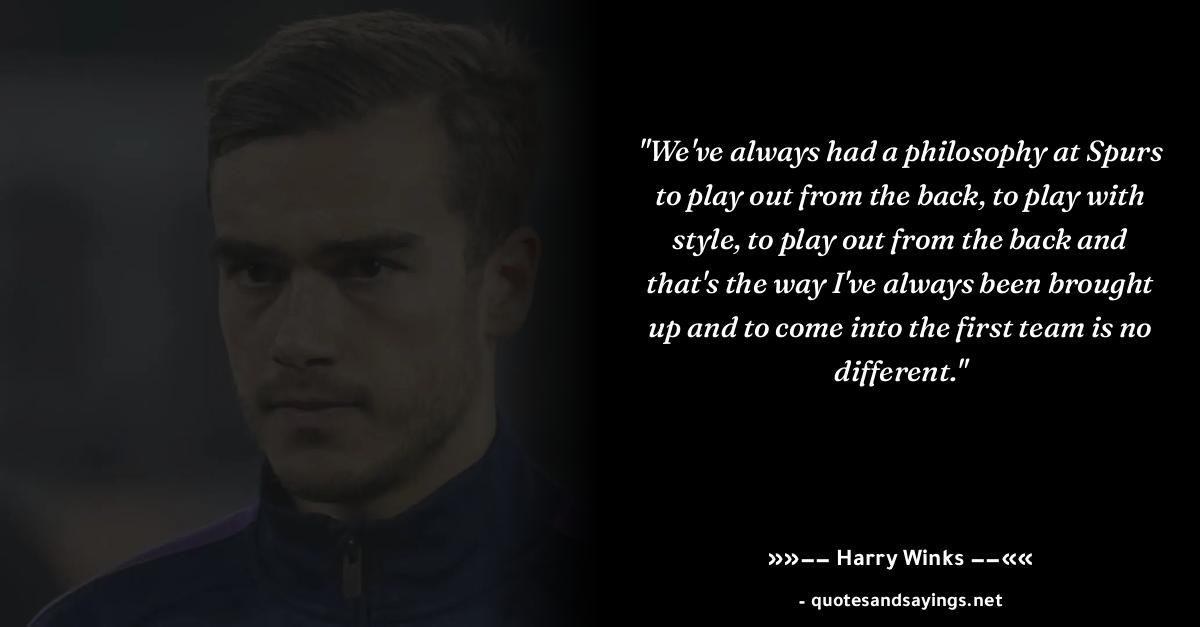 "We've always had a philosophy at Spurs
to play out from the back, to play with
style, to play out from the back and
that's the way I've always been brought
up and to come into the first team is no
different."
»»–– Harry Winks ––««
- quotesandsayings.net